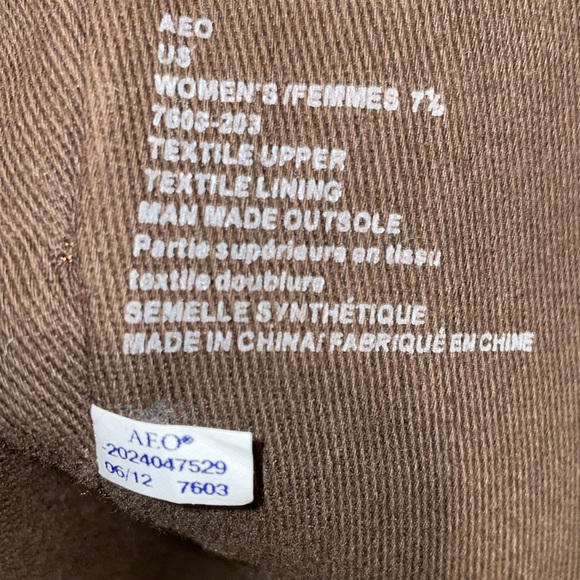 AEO
US
WOMEN'S /FEMMES 7½
7603-203
TEXTILE UPPER
TEXTILE LINING
MAN MADE OUTSOLE
Partie supérieure en tissu
textile doublure
SEMELLE SYNTHÉTIQUE
MADE IN CHINA/ FABRIQUÉ EN CHINE
AEO®
-2024047529
06/12 7603